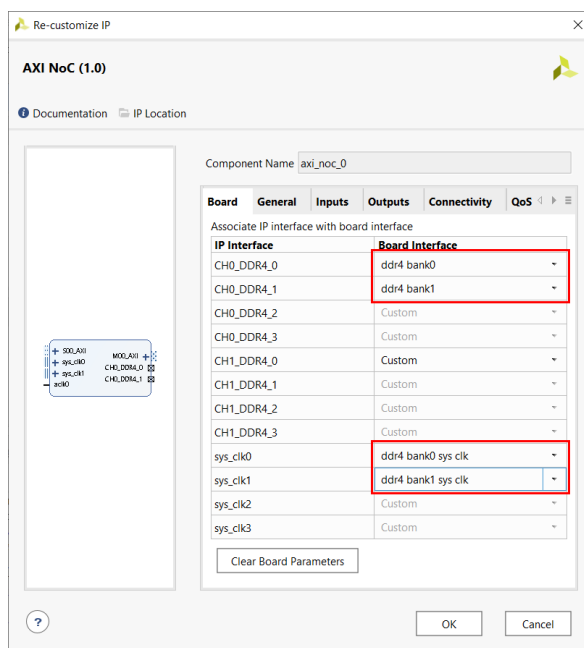 Re-customize IP
AXI NoC (1.0)
Documentation IP Location
Component Name axi_noc_0
Board General Inputs Outputs Connectivity QoS
Associate IP interface with board interface
IP Interface Board Interface
CH0_DDR4_0 ddr4 bank0
CH0_DDR4_1 ddr4 bank1
CH0_DDR4_2 Custom
CH0_DDR4_3 Custom
CH1_DDR4_0 Custom
CH1_DDR4_1 Custom
CH1_DDR4_2 Custom
CH1_DDR4_3 Custom
sys_clk0 ddr4 bank0 sys clk
sys_clk1 ddr4 bank1 sys clk
sys_clk2 Custom
sys_clk3 Custom
S00_AXI
sys_clk0
sys_clk1
aclk0
M00_AXI
CH0_DDR4_0
CH0_DDR4_1
Clear Board Parameters
? OK Cancel